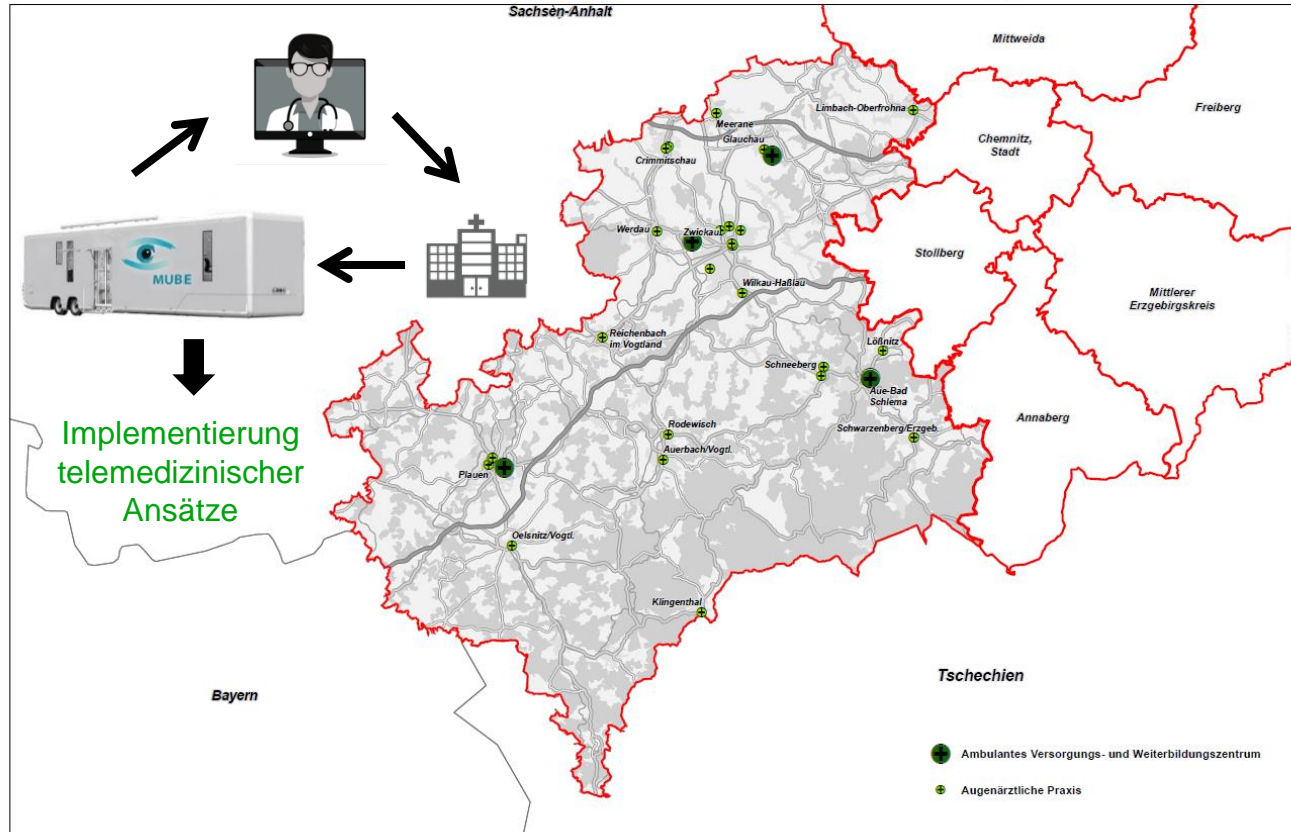 Sachsen-Anhalt
Mittweida
Freiberg
Limbach-Oberfrohna
Meerane
Glauchau
Chemnitz,
Stadt
Crimmitschau
Werdau
Zwickau
Stollberg
MUBE
Wilkau-Haßlau
Mittlerer
Erzgebirgskreis
Reichenbach
im Vogtland
Lößnitz
Schneeberg
Aue-Bad
Schlema
Annaberg
Implementierung
telemedizinischer
Ansätze
Rodewisch
Schwarzenberg/Erzgeb.
Auerbach/Vogtl.
Plauen
Oelsnitz/Vogtl.
Klingenthal
Tschechien
Bayern
Ambulantes Versorgungs- und Weiterbildungszentrum
Augenärztliche Praxis